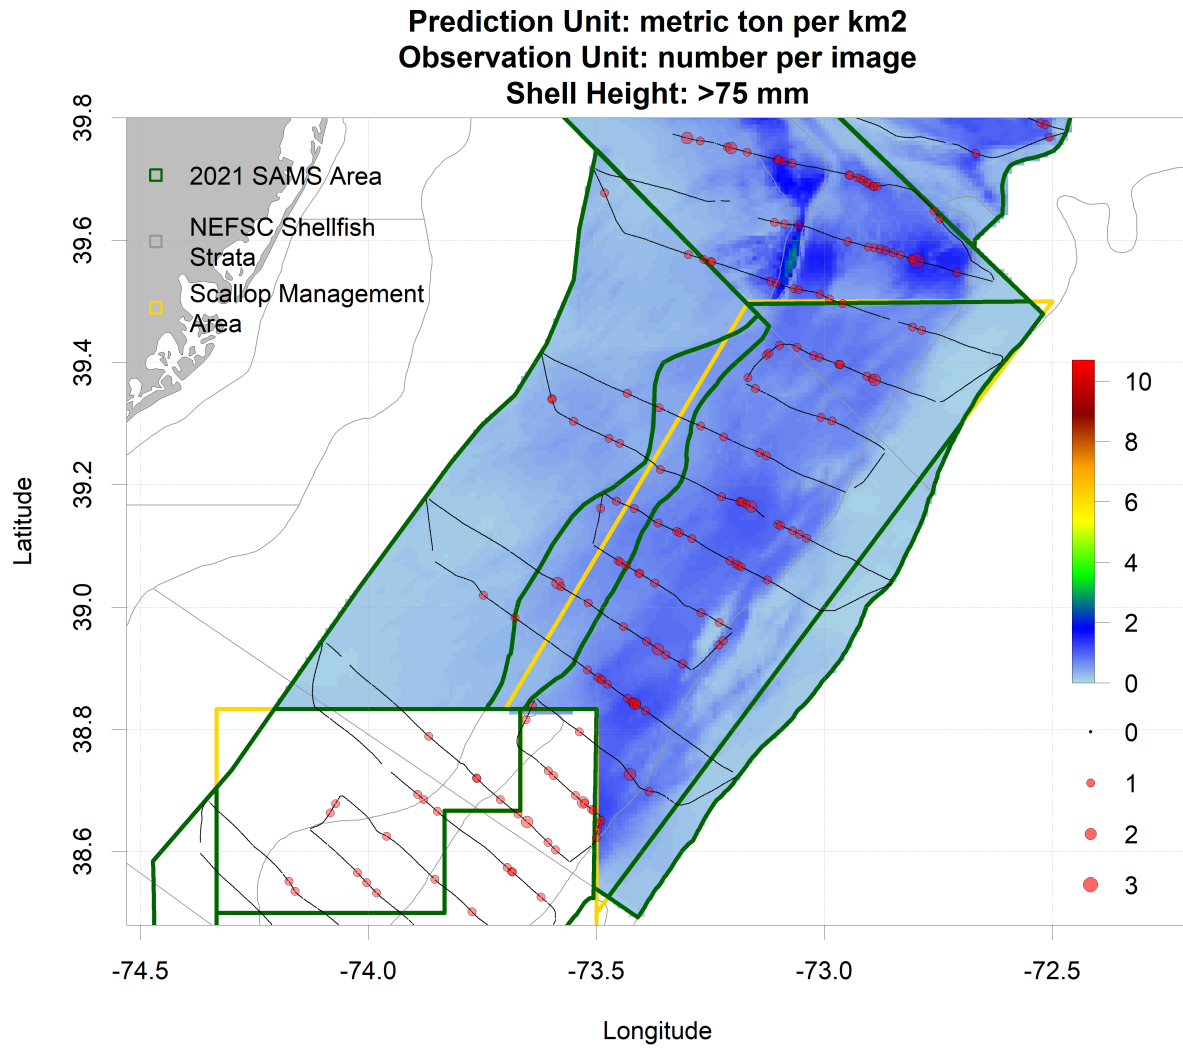 Prediction Unit: metric ton per km2
Observation Unit: number per image
Shell Height: >75 mm
39.8
39.6
39.4
39.2
39.0
38.8
38.6
Latitude
2021 SAMS Area
NEFSC Shellfish
Strata
Scallop Management
Area
10
8
6
4
2
0
0
1
2
3
-74.5
-74.0
-73.5
-73.0
-72.5
Longitude